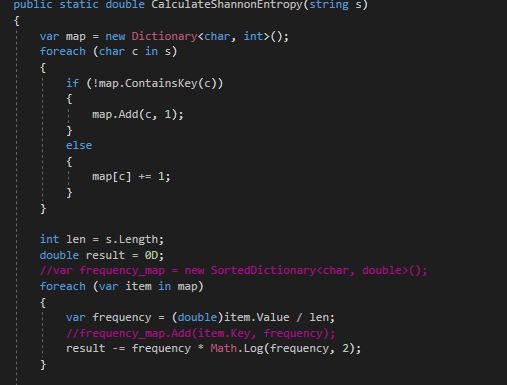 public static double CalculateShannonEntropy(string s)
{
var map = new Dictionary<char, int>();
foreach (char c in s)
{
if (!map.ContainsKey(c))
{
map.Add(c, 1);
}
else
{
map[c] += 1;
}
}
int len = s.Length;
double result = 0D;
//var frequency_map = new SortedDictionary<char, double>();
foreach (var item in map)
{
var frequency = (double)item.Value / len;
//frequency_map.Add(item.Key, frequency);
result -= frequency * Math.Log(frequency, 2);
}